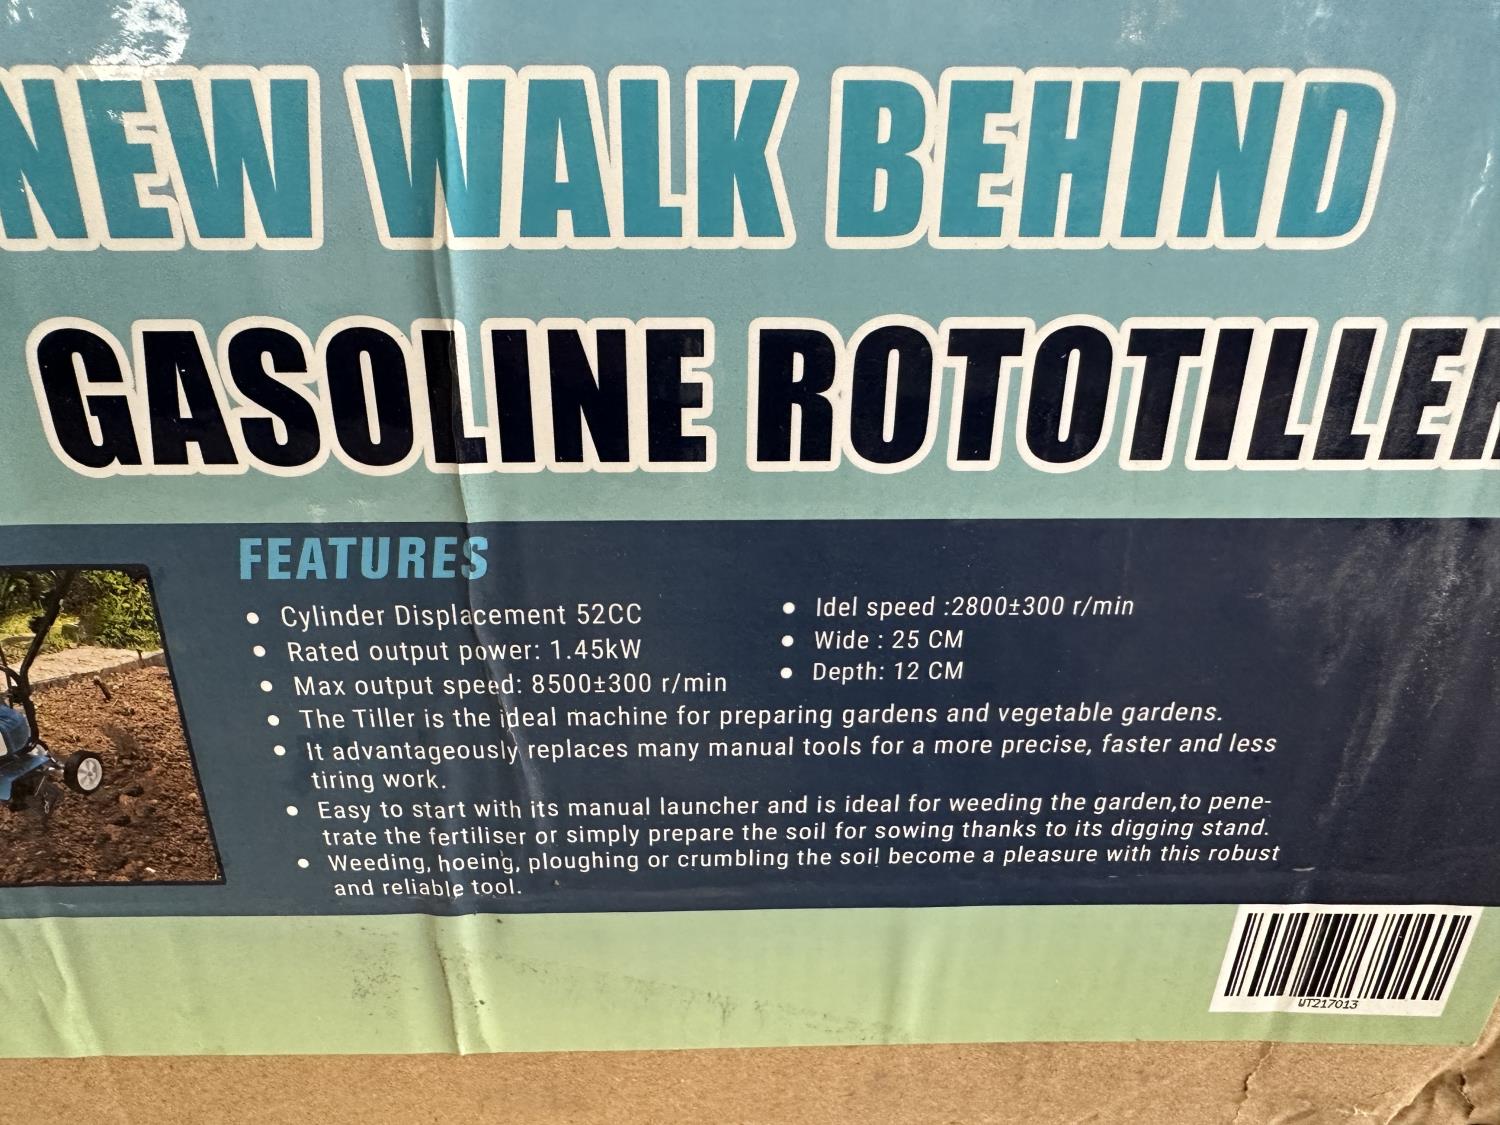 NEW WALK BEHIND
GASOLINE ROTOTILLER
FEATURES
• Cylinder Displacement 52CC
• Rated output power: 1.45kW
• Max output speed: 8500±300 r/min
• Idel speed :2800±300 r/min
• Wide : 25 CM
• Depth: 12 CM
• The Tiller is the ideal machine for preparing gardens and vegetable gardens.
• It advantageously replaces many manual tools for a more precise, faster and less
tiring work.
• Easy to start with its manual launcher and is ideal for weeding the garden,to pene-
trate the fertiliser or simply prepare the soil for sowing thanks to its digging stand.
• Weeding, hoeing, ploughing or crumbling the soil become a pleasure with this robust
and reliable tool.
WT217013